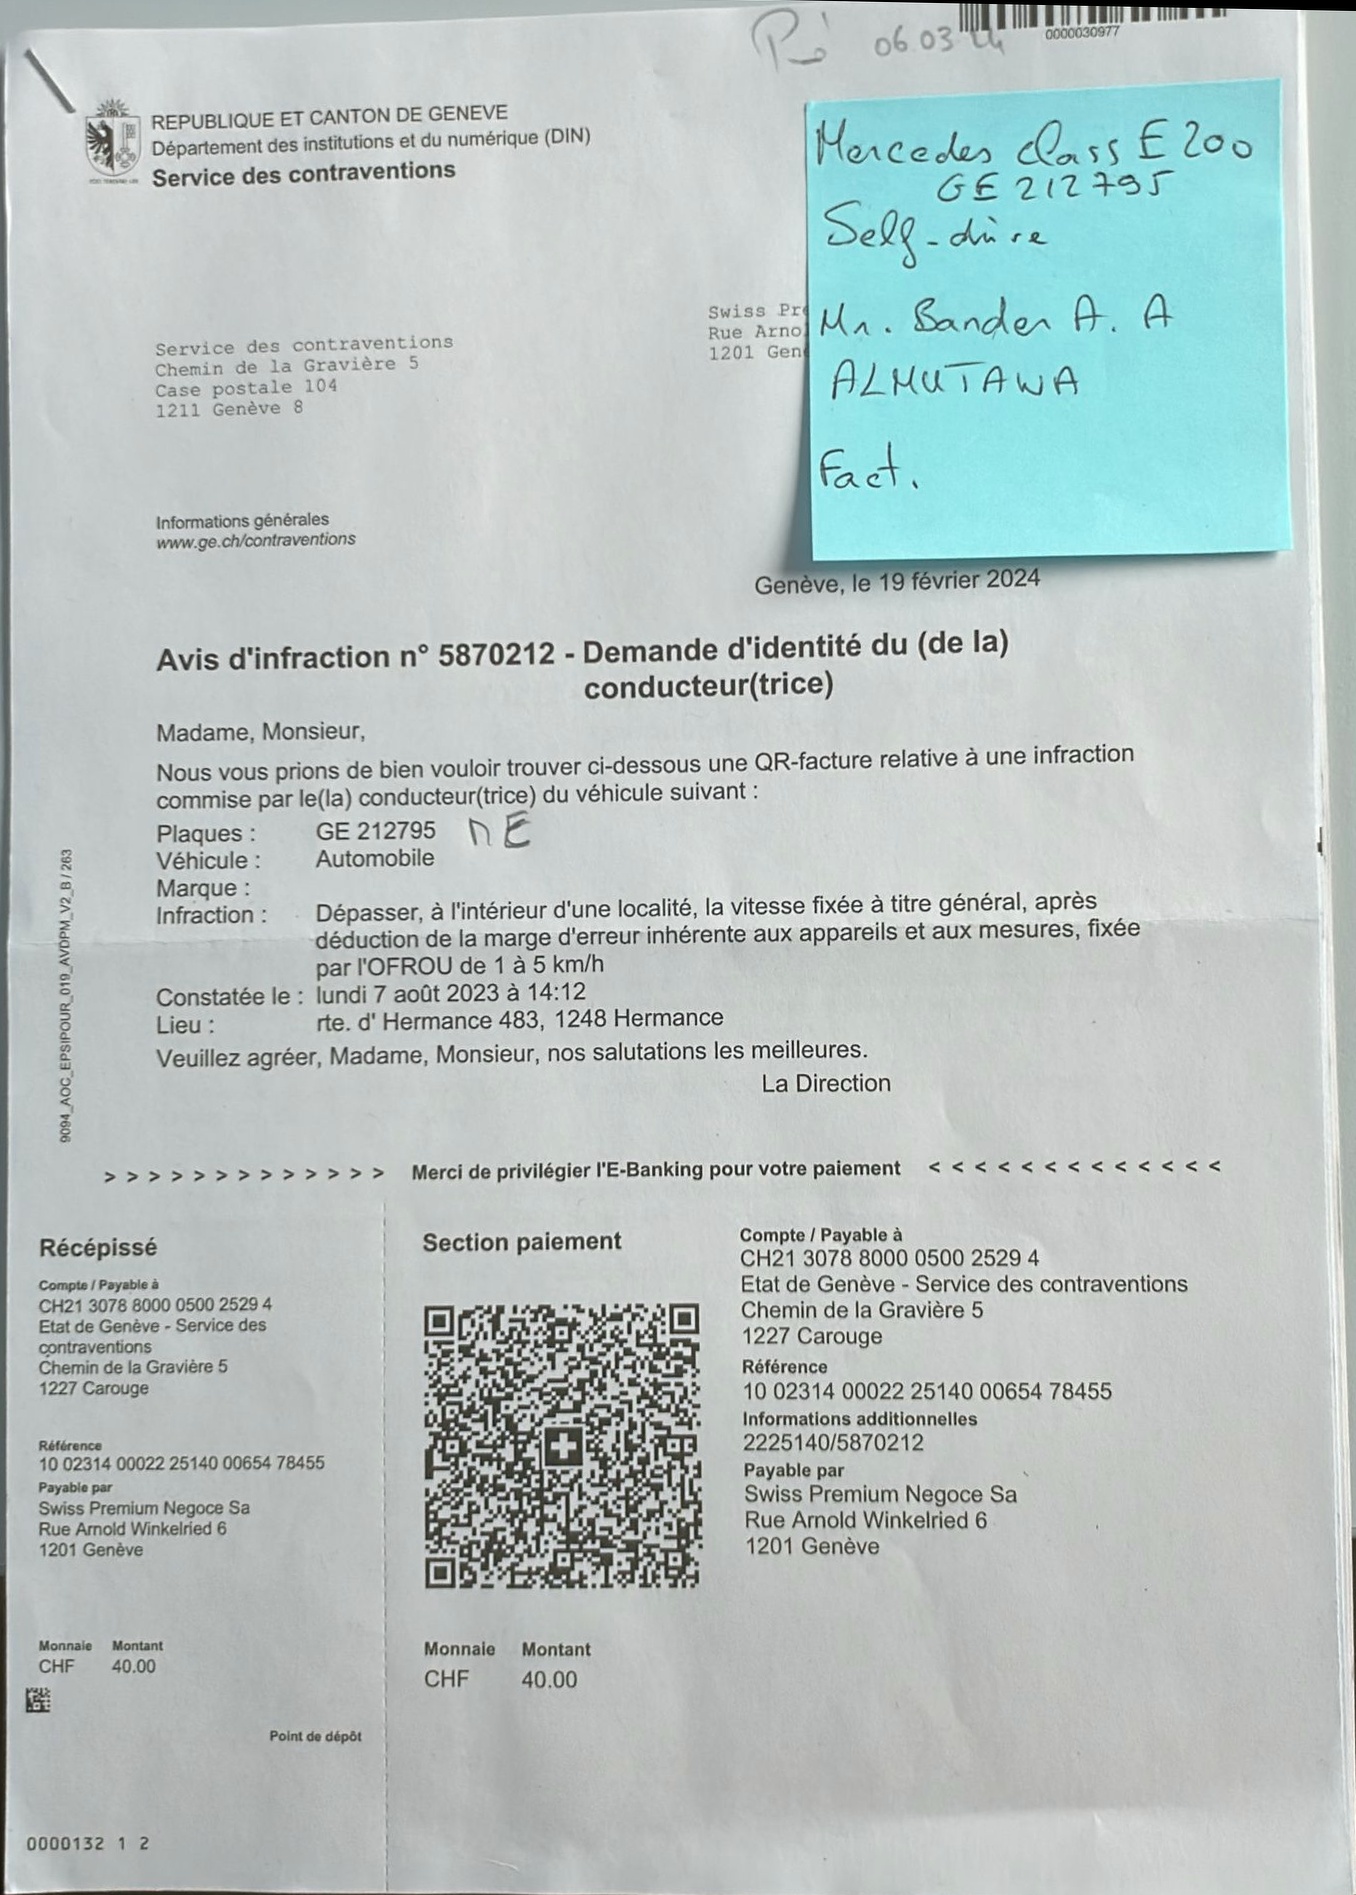 06.03
0000030977
REPUBLIQUE ET CANTON DE GENEVE
Département des institutions et du numérique (DIN)
Service des contraventions
Mercedes class E 200
GE 212795
Self-drive
Mr. Bander A. A
ALMUTAWA
Fact.
Swiss Pr
Rue Arno
1201 Gen
Service des contraventions
Chemin de la Gravière 5
Case postale 104
1211 Genève 8
Informations générales
www.ge.ch/contraventions
Genève, le 19 février 2024
Avis d'infraction n° 5870212 - Demande d'identité du (de la)
conducteur(trice)
Madame, Monsieur,
Nous vous prions de bien vouloir trouver ci-dessous une QR-facture relative à une infraction
commise par le(la) conducteur(trice) du véhicule suivant :
Plaques : GE 212795
Véhicule : Automobile
Marque :
Infraction : Dépasser, à l'intérieur d'une localité, la vitesse fixée à titre général, après
déduction de la marge d'erreur inhérente aux appareils et aux mesures, fixée
par l'OFROU de 1 à 5 km/h
Constatée le : lundi 7 août 2023 à 14:12
Lieu : rte. d' Hermance 483, 1248 Hermance
Veuillez agréer, Madame, Monsieur, nos salutations les meilleures.
La Direction
9094_AOC_EPSIPOUR_019_AVDPM_V2_B / 263
> > > > > > > > > > > > > Merci de privilégier l'E-Banking pour votre paiement < < < < < < < < < < < < <
Récépissé
Compte / Payable à
CH21 3078 8000 0500 2529 4
Etat de Genève - Service des
contraventions
Chemin de la Gravière 5
1227 Carouge
Référence
10 02314 00022 25140 00654 78455
Payable par
Swiss Premium Negoce Sa
Rue Arnold Winkelried 6
1201 Genève
Monnaie Montant
CHF 40.00
Point de dépôt
Section paiement
Monnaie Montant
CHF 40.00
Compte / Payable à
CH21 3078 8000 0500 2529 4
Etat de Genève - Service des contraventions
Chemin de la Gravière 5
1227 Carouge
Référence
10 02314 00022 25140 00654 78455
Informations additionnelles
2225140/5870212
Payable par
Swiss Premium Negoce Sa
Rue Arnold Winkelried 6
1201 Genève
0000132 1 2